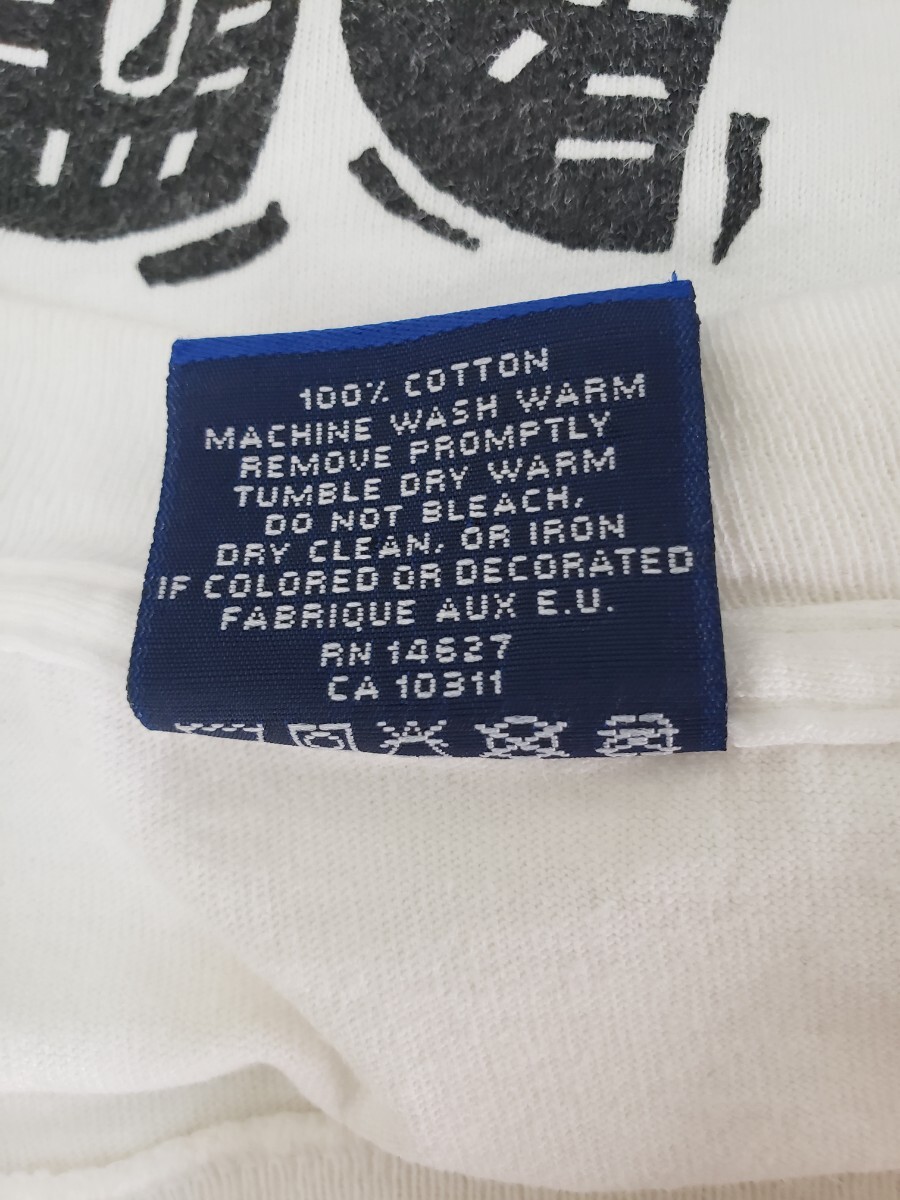 100% COTTON
MACHINE WASH WARM
REMOVE PROMPTLY
TUMBLE DRY WARM
DO NOT BLEACH,
DRY CLEAN, OR IRON
IF COLORED OR DECORATED
FABRIQUE AUX E.U.
RN 14627
CA 10311